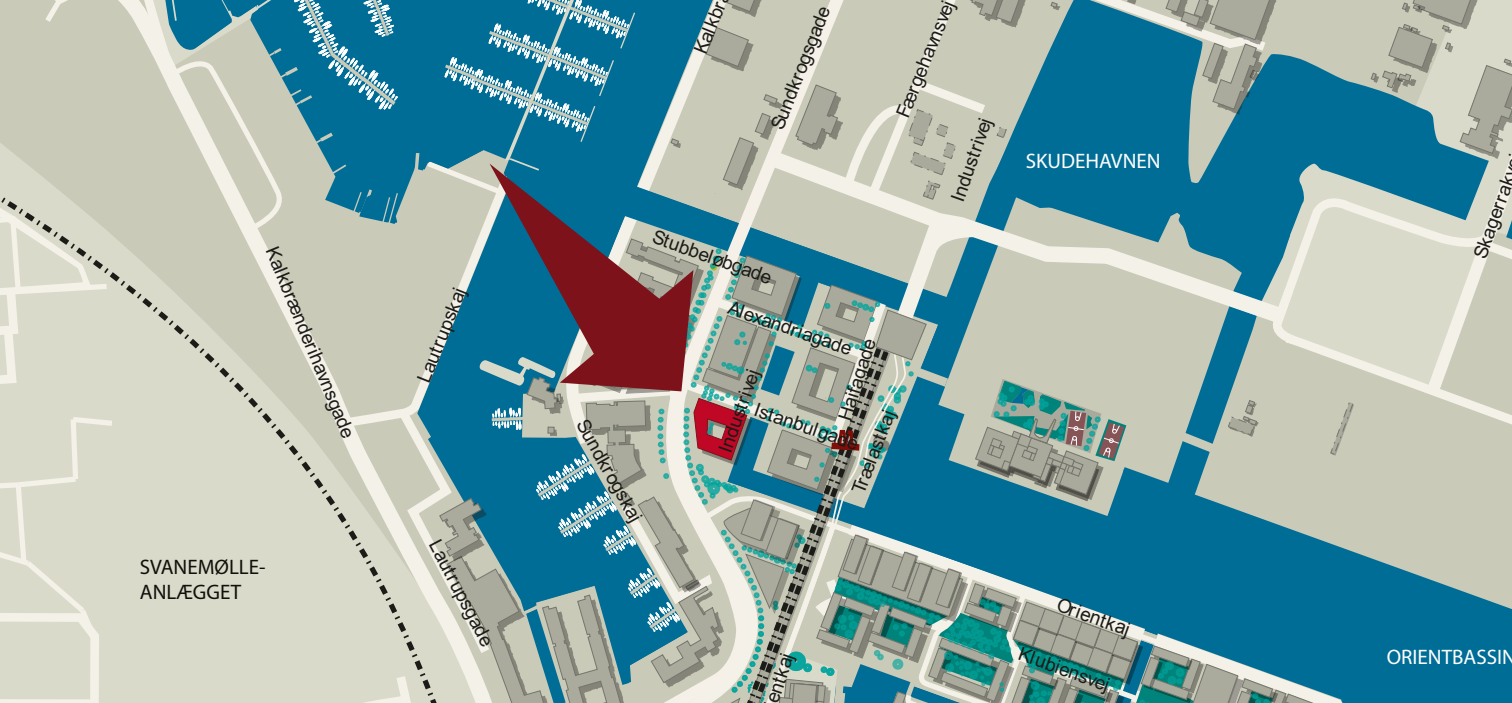 Kalkbr
Sundkrogsgade
Færgehavnsvej
Industrivej
SKUDEHAVNEN
Skagerrakvej
Stubbeløbgade
Kalkbrænderihavnsgade
Lautrupskaj
Alexandriagade
Haifagade
Industrivej
Istanbulgade
Trælastkaj
Sundkrogskaj
Lautrupsgade
SVANEMØLLE-
ANLÆGGET
Orientkaj
Klubiensvej
entkaj
ORIENTBASSIN